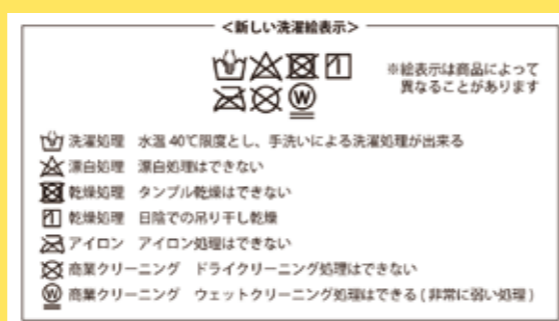 <新しい洗濯絵表示>
※絵表示は商品によって
異なることがあります
洗濯処理 水温40℃限度とし、手洗いによる洗濯処理が出来る
漂白処理 漂白処理はできない
乾燥処理 タンブル乾燥はできない
乾燥処理 日陰での吊り干し乾燥
アイロン アイロン処理はできない
商業クリーニング ドライクリーニング処理はできない
商業クリーニング ウェットクリーニング処理はできる(非常に弱い処理)